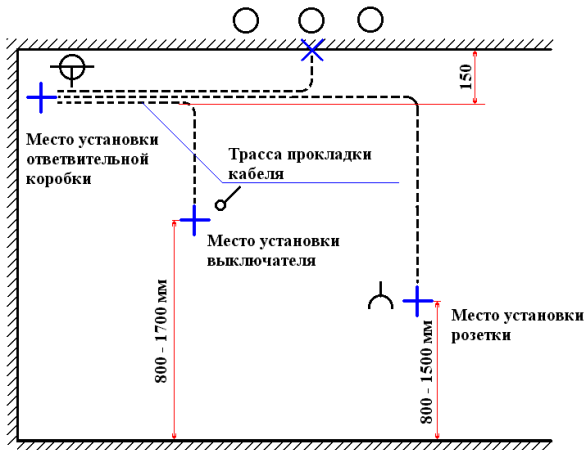 150
Место установки
ответвительной
коробки
Трасса прокладки
кабеля
Место установки
выключателя
800 - 1700 мм
Место установки
розетки
800 - 1500 мм